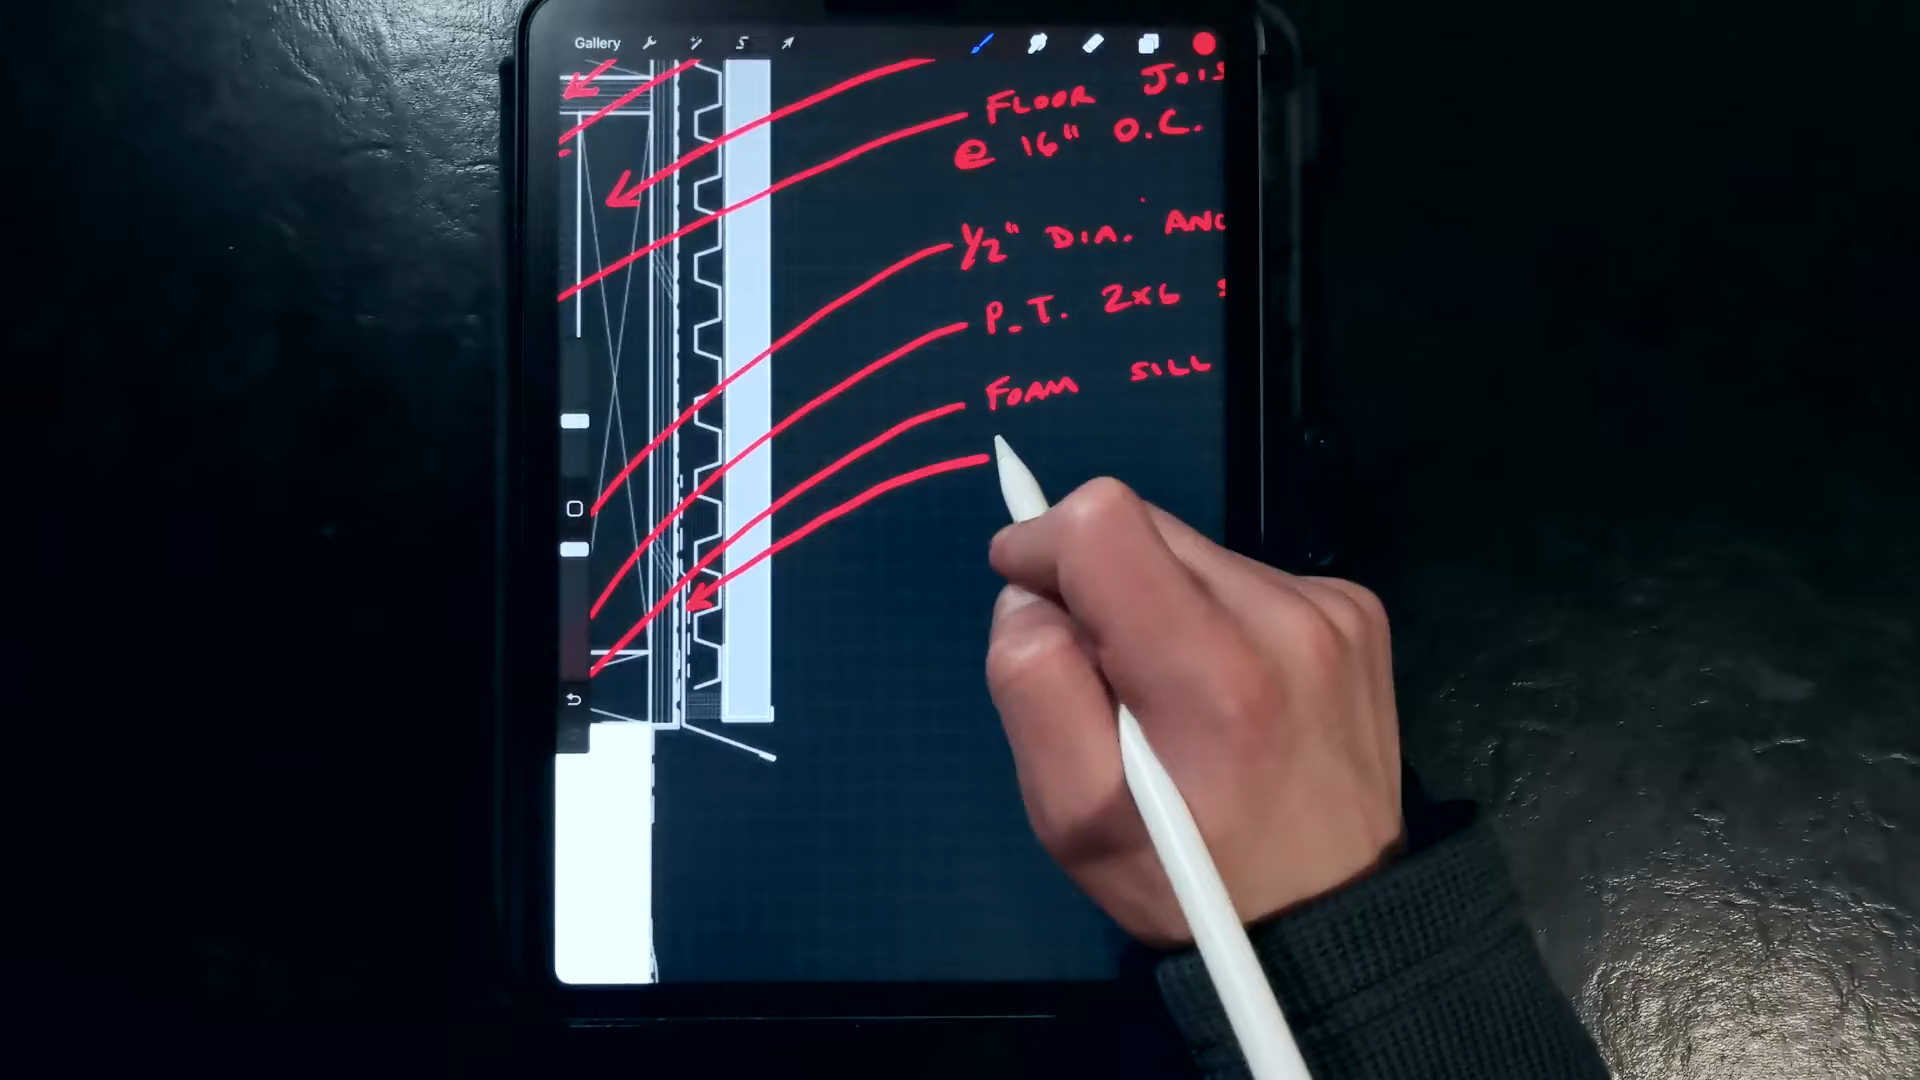 Gallery
FLOOR JOIS
@ 16" O.C.
1/2" DIA. ANC
P.T. 2x6
FOAM SILL